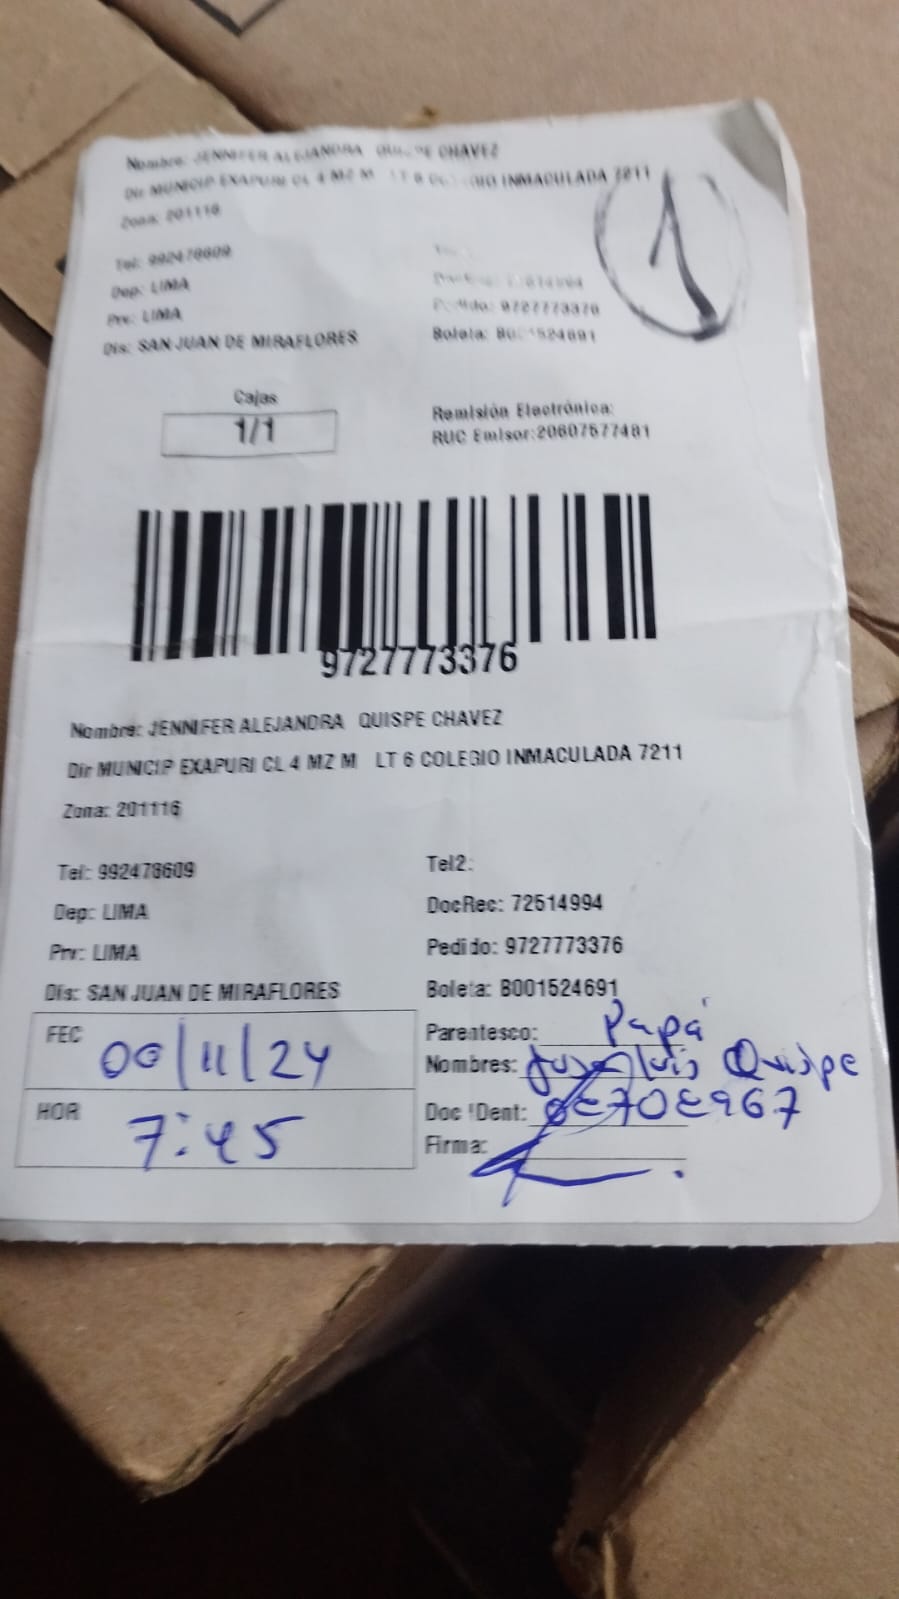 Nombre: JENNIFER ALEJANDRA QUISPE CHAVEZ
Dir MUNICIP EXAPURI CL 4 MZ M LT 6 COLEGIO INMACULADA 7211
Zona: 201116
Tel: 992478609
Dep: LIMA
Prv: LIMA
Pedido: 9727773376
Dis: SAN JUAN DE MIRAFLORES
Boleta: B001524691
1
Cajas
1/1
Remisión Electrónica:
RUC Emisor:20607577481
9727773376
Nombre: JENNIFER ALEJANDRA QUISPE CHAVEZ
Dir MUNICIP EXAPURI CL 4 MZ M LT 6 COLEGIO INMACULADA 7211
Zona: 201116
Tel: 992478609
Tel2:
Dep: LIMA
DocRec: 72514994
Prv: LIMA
Pedido: 9727773376
Dis: SAN JUAN DE MIRAFLORES
Boleta: B001524691
FEC /11/24
Parentesco: Papá
Nombres: Luis Quispe
HOR 7:45
Doc Ident:
Firma: